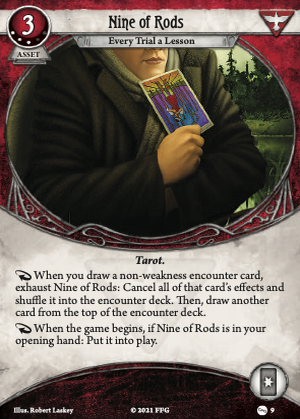 3
Nine of Rods
ASSET
Every Trial a Lesson
Tarot.
When you draw a non-weakness encounter card,
exhaust Nine of Rods: Cancel all of that card's effects and
shuffle it into the encounter deck. Then, draw another
card from the top of the encounter deck.
When the game begins, if Nine of Rods is in your
opening hand: Put it into play.
Illus. Robert Laskey
© 2021 FFG
9